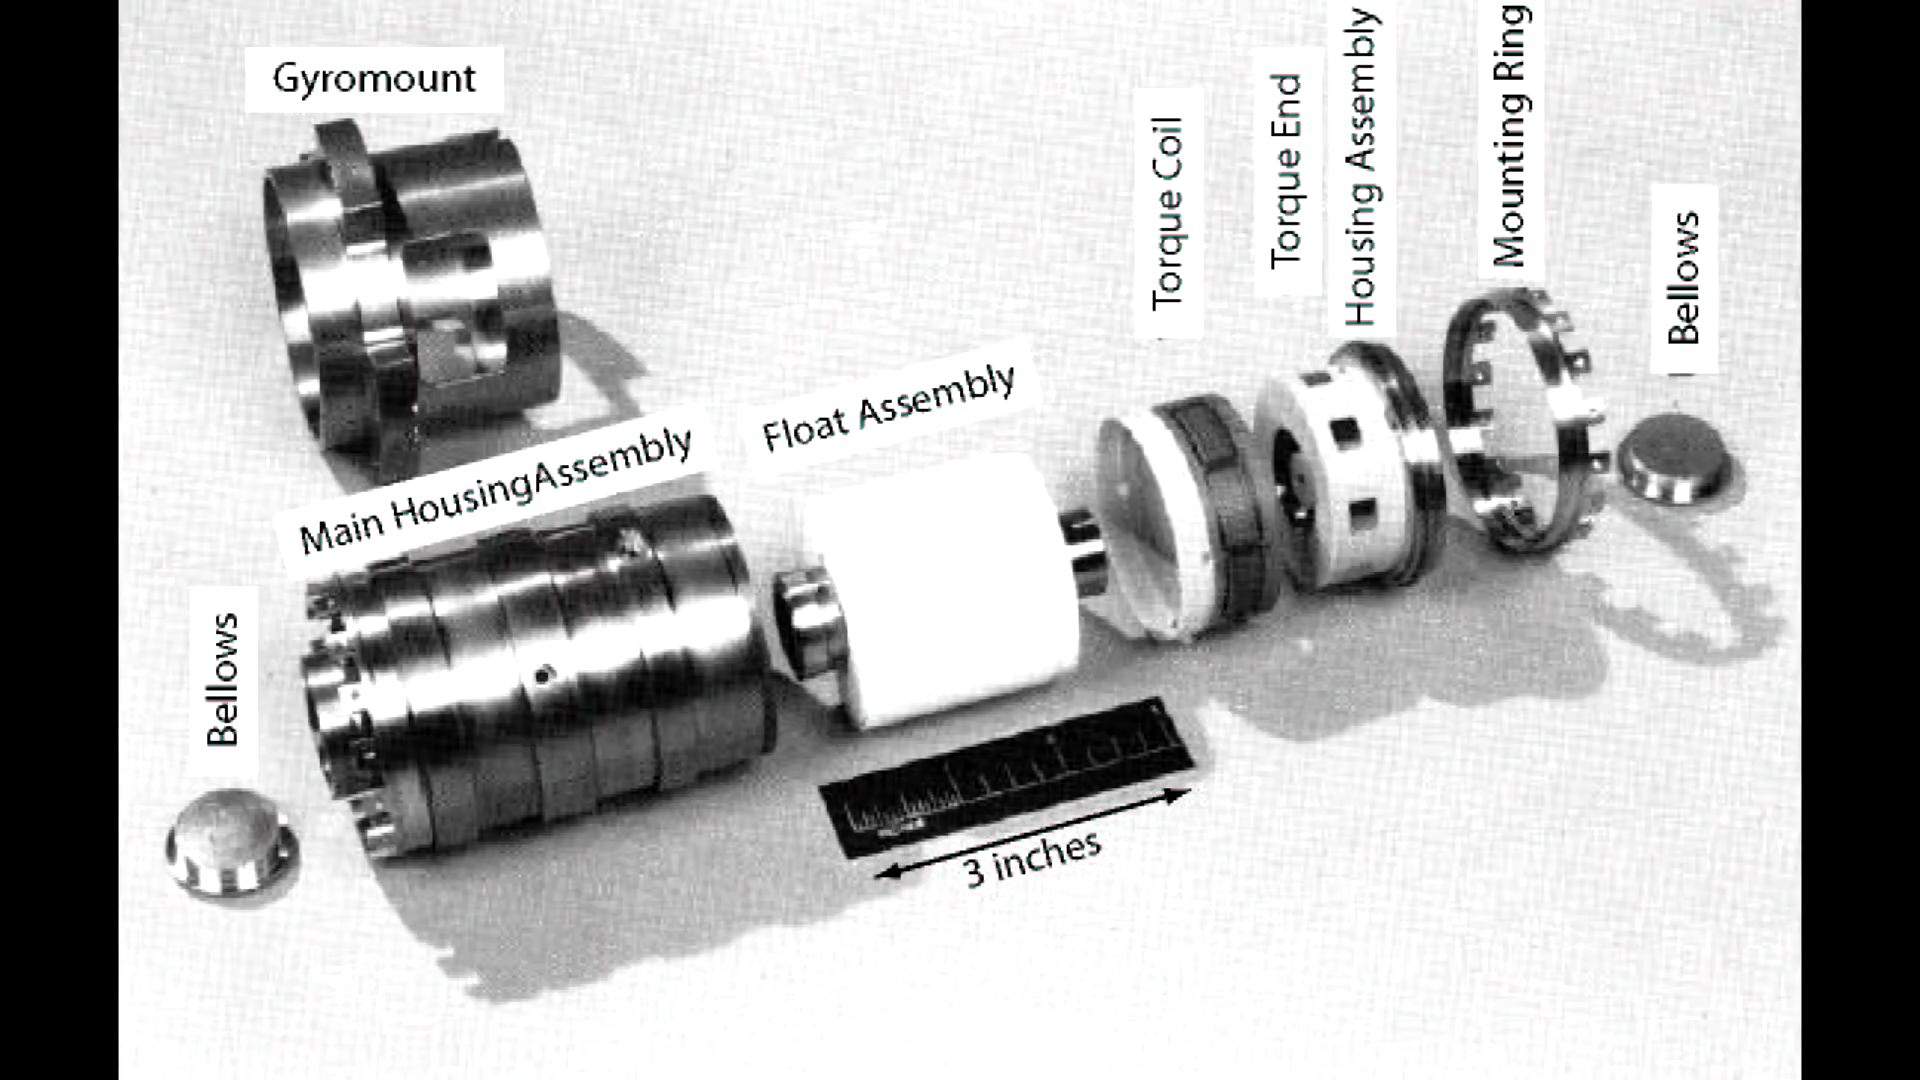 Gyromount
Torque Coil
Torque End
Housing Assembly
Mounting Ring
Bellows
Float Assembly
Main HousingAssembly
Bellows
3 inches